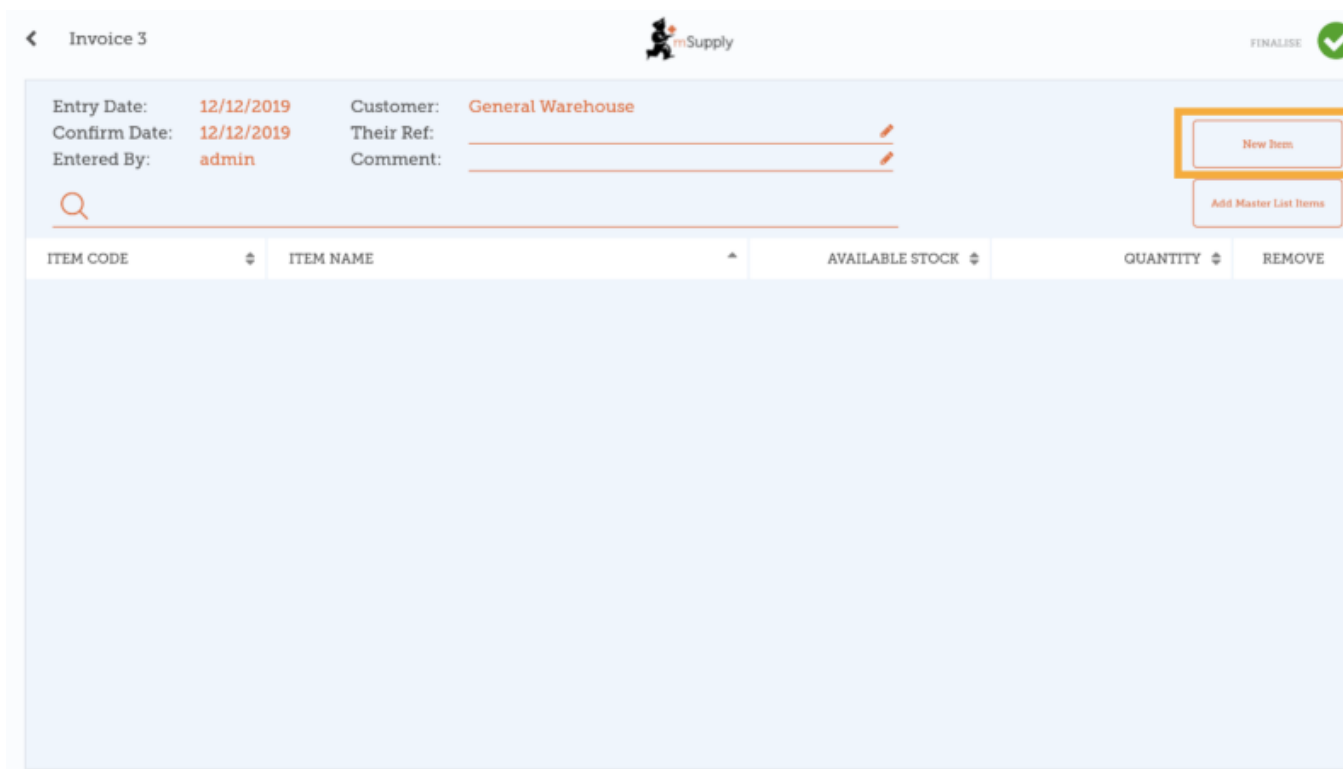 Invoice 3
mSupply
FINALISE
Entry Date: 12/12/2019 Customer: General Warehouse
Confirm Date: 12/12/2019 Their Ref:
Entered By: admin Comment:
New Item
Add Master List Items
ITEM CODE ITEM NAME AVAILABLE STOCK QUANTITY REMOVE